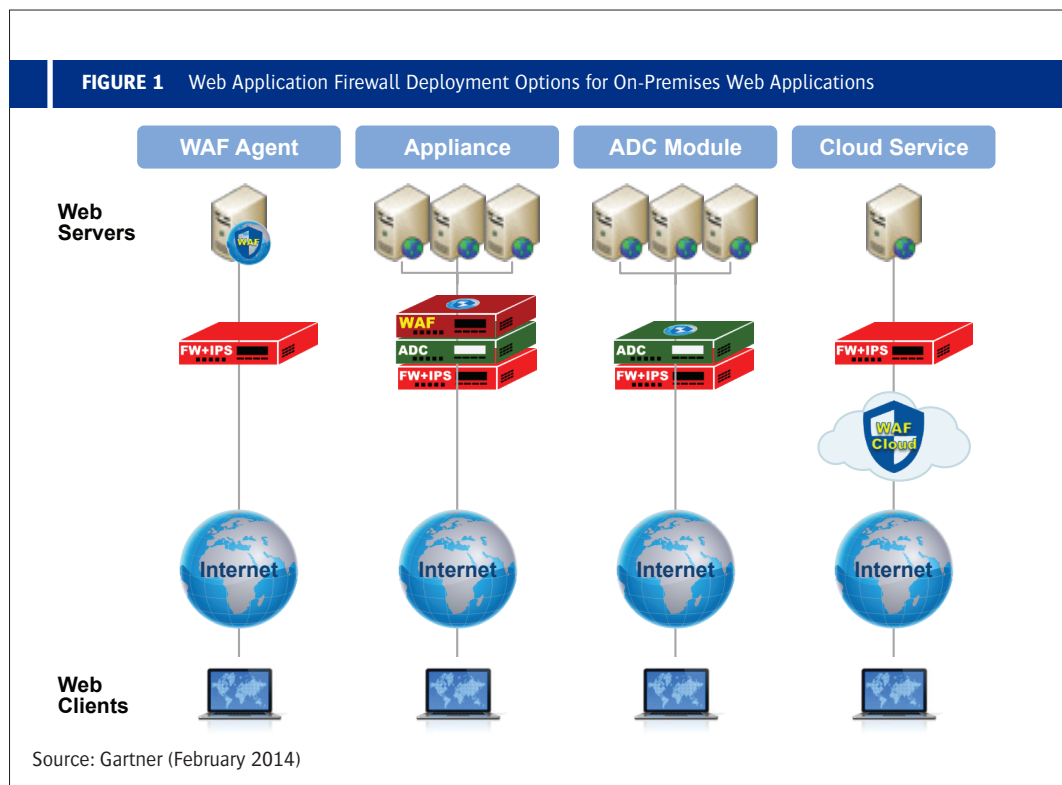 FIGURE 1 Web Application Firewall Deployment Options for On-Premises Web Applications
WAF Agent
Appliance
ADC Module
Cloud Service
Web
Servers
WAF
FW+IPS
WAF
ADC
FW+IPS
ADC
FW+IPS
FW+IPS
WAF
Cloud
Internet
Internet
Internet
Internet
Web
Clients
Source: Gartner (February 2014)